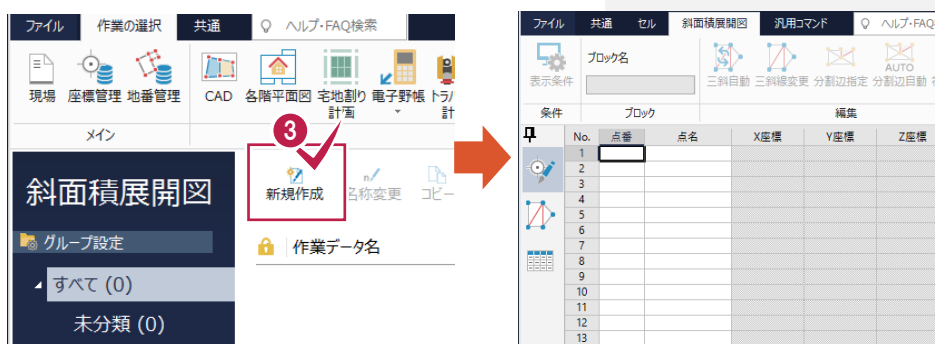 ファイル 作業の選択 共通 ヘルプ・FAQ検索
現場 座標管理 地番管理 CAD 各階平面図 宅地割り 電子野帳 トラバ
計画 計
メイン
3
新規作成 名称変更 コピー
斜面積展開図
グループ設定
作業データ名
すべて (0)
未分類 (0)
ファイル 共通 セル 斜面積展開図 汎用コマンド ヘルプ・FAQ
ブロック名
AUTO
表示条件 三斜自動 三斜線変更 分割辺指定 分割辺自動
条件 ブロック 編集
No. 点番 点名 X座標 Y座標 Z座標
1
2
3
4
5
6
7
8
9
10
11
12
13